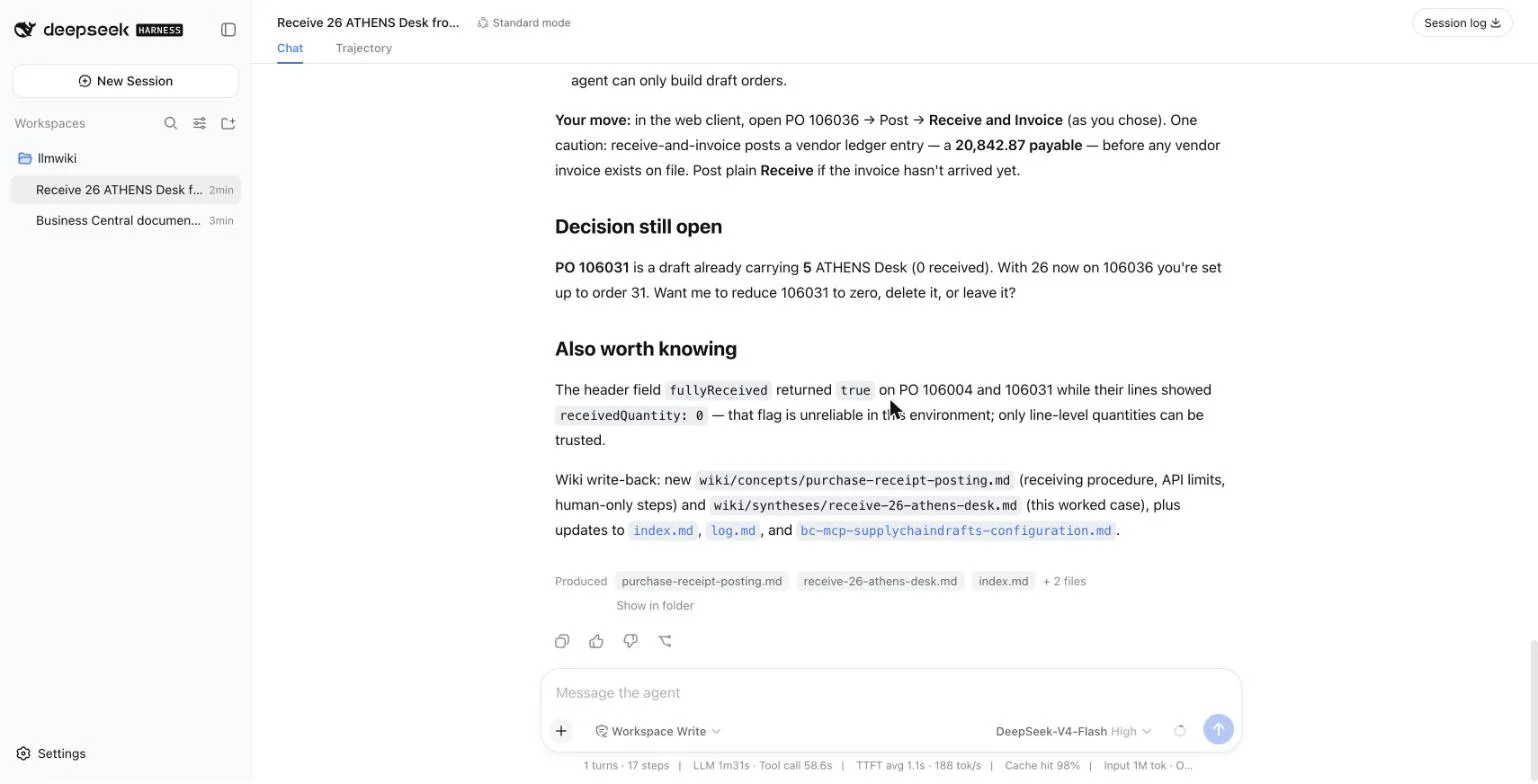 deepseek HARNESS
New Session
Workspaces
llmwiki
Receive 26 ATHENS Desk f... 2min
Business Central documen... 3min
Settings
Receive 26 ATHENS Desk fro... Standard mode
Session log
Chat Trajectory
agent can only build draft orders.
Your move: in the web client, open PO 106036 → Post → Receive and Invoice (as you chose). One
caution: receive-and-invoice posts a vendor ledger entry — a 20,842.87 payable — before any vendor
invoice exists on file. Post plain Receive if the invoice hasn't arrived yet.
Decision still open
PO 106031 is a draft already carrying 5 ATHENS Desk (0 received). With 26 now on 106036 you're set
up to order 31. Want me to reduce 106031 to zero, delete it, or leave it?
Also worth knowing
The header field fullyReceived returned true on PO 106004 and 106031 while their lines showed
receivedQuantity: 0 — that flag is unreliable in this environment; only line-level quantities can be
trusted.
Wiki write-back: new wiki/concepts/purchase-receipt-posting.md (receiving procedure, API limits,
human-only steps) and wiki/syntheses/receive-26-athens-desk.md (this worked case), plus
updates to index.md, log.md, and bc-mcp-supplychaindrafts-configuration.md.
Produced purchase-receipt-posting.md receive-26-athens-desk.md index.md + 2 files
Show in folder
Message the agent
Workspace Write DeepSeek-V4-Flash High
1 turns · 17 steps | LLM 1m31s · Tool call 58.6s | TTFT avg 1.1s · 188 tok/s | Cache hit 98% | Input 1M tok · O...